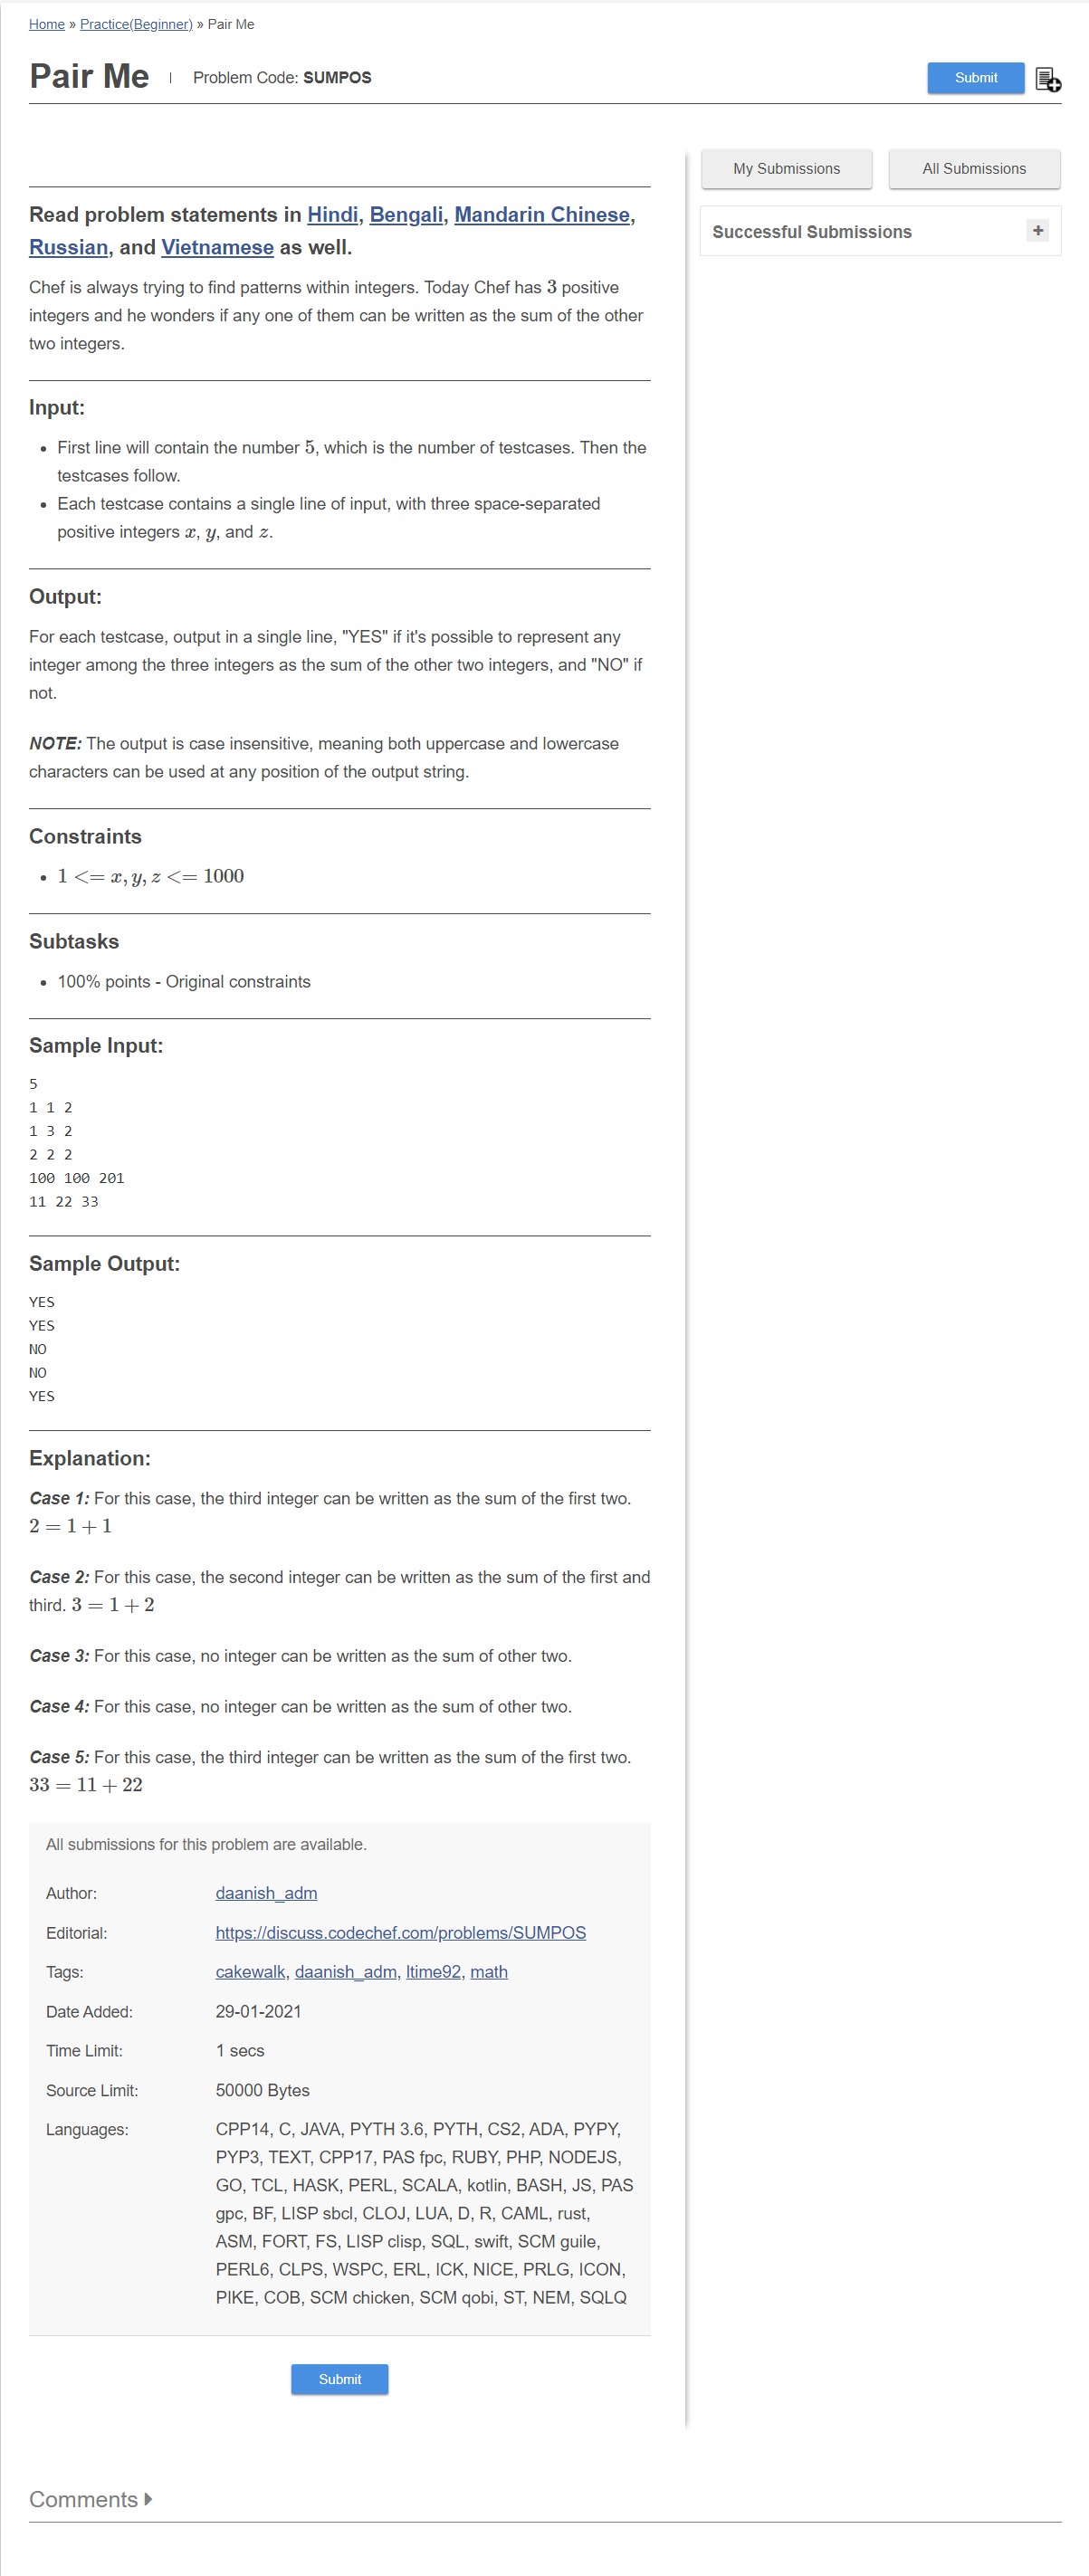 Home » Practice(Beginner) » Pair Me
Pair Me | Problem Code: SUMPOS
Submit
My Submissions
All Submissions
Successful Submissions
+
Read problem statements in Hindi, Bengali, Mandarin Chinese,
Russian, and Vietnamese as well.
Chef is always trying to find patterns within integers. Today Chef has 3 positive
integers and he wonders if any one of them can be written as the sum of the other
two integers.
Input:
• First line will contain the number 5, which is the number of testcases. Then the
testcases follow.
• Each testcase contains a single line of input, with three space-separated
positive integers x, y, and z.
Output:
For each testcase, output in a single line, "YES" if it's possible to represent any
integer among the three integers as the sum of the other two integers, and "NO" if
not.
NOTE: The output is case insensitive, meaning both uppercase and lowercase
characters can be used at any position of the output string.
Constraints
• 1 <= x, y, z <= 1000
Subtasks
• 100% points - Original constraints
Sample Input:
5
1 1 2
1 3 2
2 2 2
100 100 201
11 22 33
Sample Output:
YES
YES
NO
NO
YES
Explanation:
Case 1: For this case, the third integer can be written as the sum of the first two.
2 = 1 + 1
Case 2: For this case, the second integer can be written as the sum of the first and
third. 3 = 1 + 2
Case 3: For this case, no integer can be written as the sum of other two.
Case 4: For this case, no integer can be written as the sum of other two.
Case 5: For this case, the third integer can be written as the sum of the first two.
33 = 11 + 22
All submissions for this problem are available.
Author: daanish_adm
Editorial: https://discuss.codechef.com/problems/SUMPOS
Tags: cakewalk, daanish_adm, ltime92, math
Date Added: 29-01-2021
Time Limit: 1 secs
Source Limit: 50000 Bytes
Languages: CPP14, C, JAVA, PYTH 3.6, PYTH, CS2, ADA, PYPY,
PYP3, TEXT, CPP17, PAS fpc, RUBY, PHP, NODEJS,
GO, TCL, HASK, PERL, SCALA, kotlin, BASH, JS, PAS
gpc, BF, LISP sbcl, CLOJ, LUA, D, R, CAML, rust,
ASM, FORT, FS, LISP clisp, SQL, swift, SCM guile,
PERL6, CLPS, WSPC, ERL, ICK, NICE, PRLG, ICON,
PIKE, COB, SCM chicken, SCM qobi, ST, NEM, SQLQ
Submit
Comments